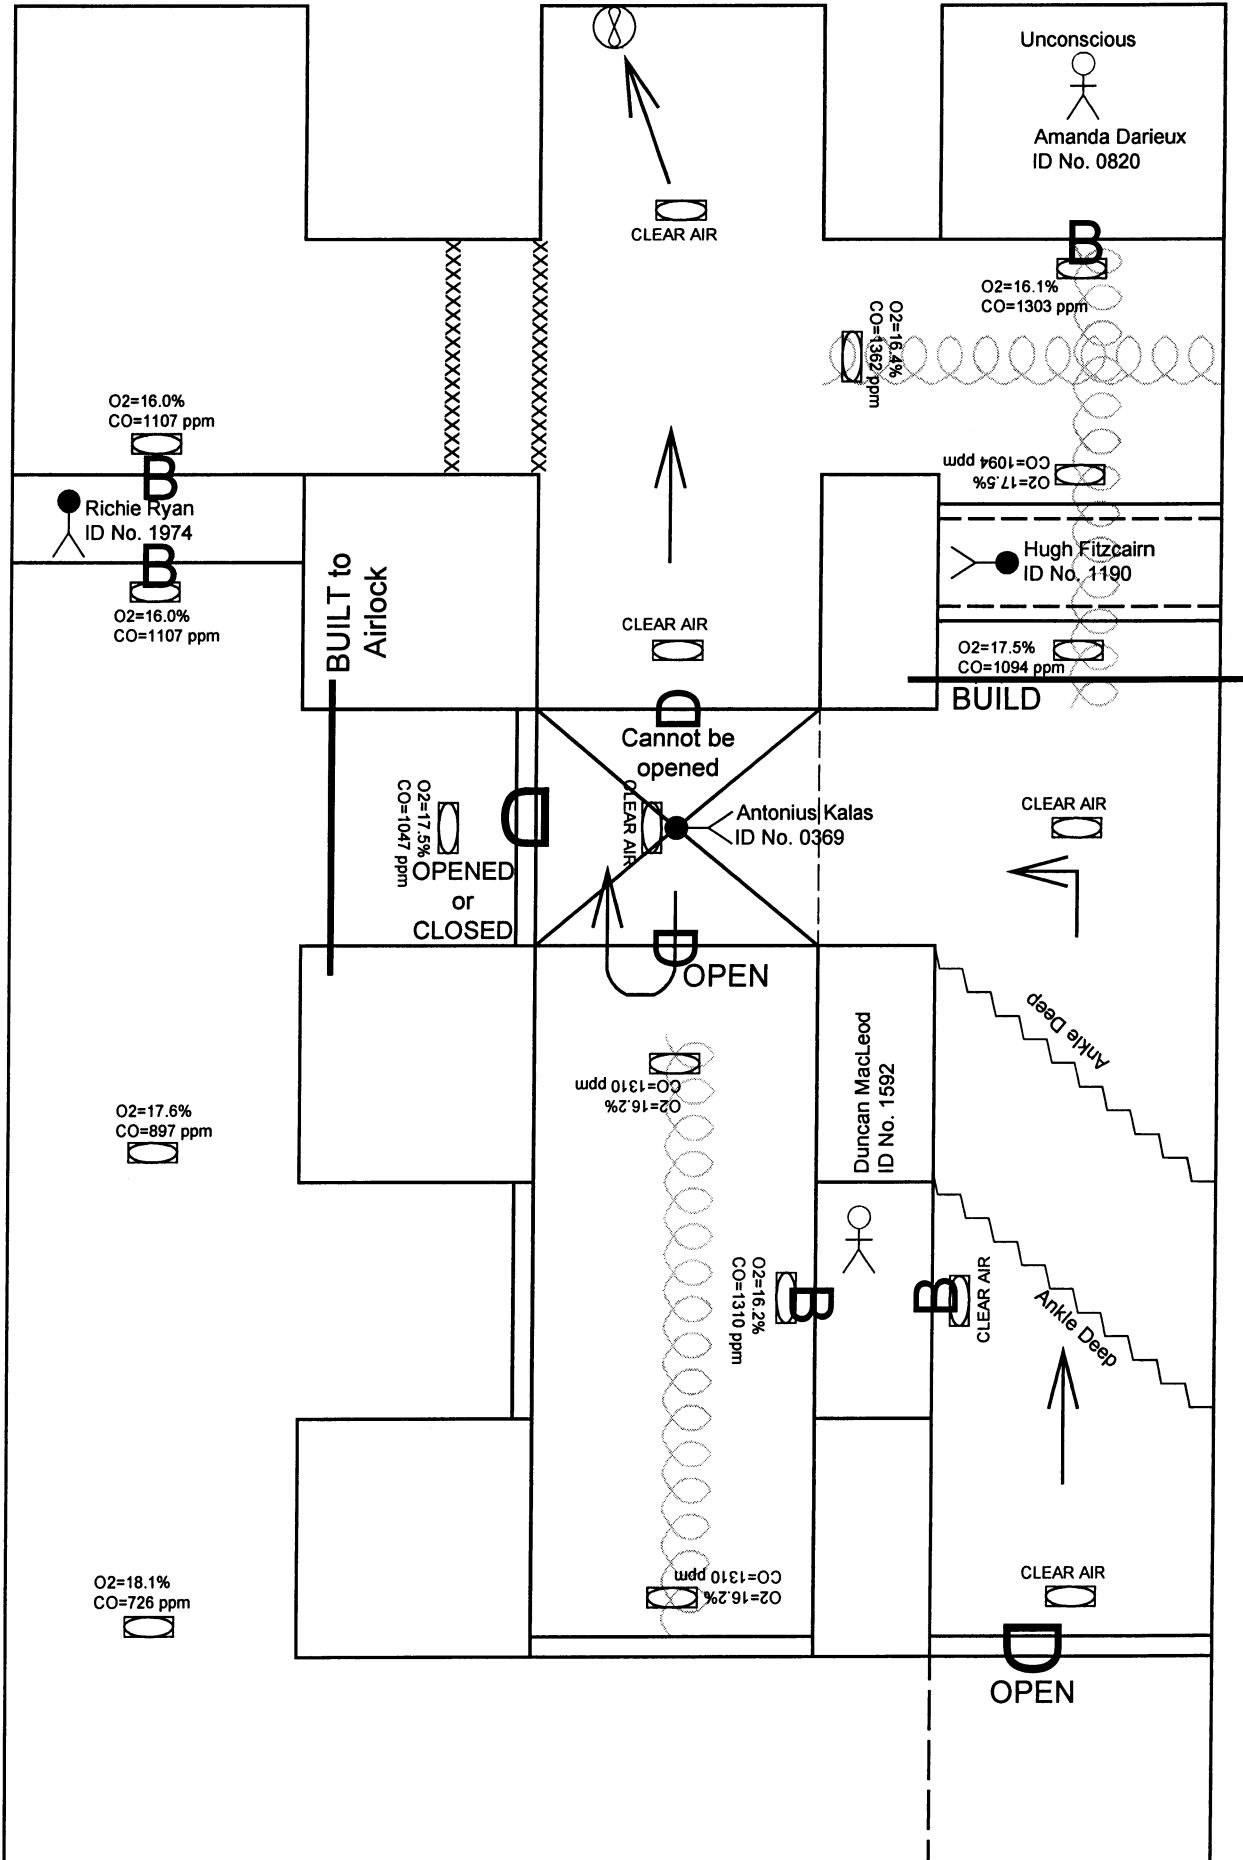 Unconscious
Amanda Darieux
ID No. 0820
CLEAR AIR
B
O2=16.1%
CO=1303 ppm
O2=16.4%
CO=1362 ppm
O2=16.0%
CO=1107 ppm
B
Richie Ryan
ID No. 1974
B
O2=16.0%
CO=1107 ppm
O2=17.5%
CO=1094 ppm
Hugh Fitzcairn
ID No. 1190
O2=17.5%
CO=1094 ppm
BUILD
BUILT to
Airlock
CLEAR AIR
D
Cannot be
opened
CLEAR AIR
Antonius Kalas
ID No. 0369
O2=17.5%
CO=1047 ppm
D
OPENED
or
CLOSED
CLEAR AIR
D
OPEN
Ankle Deep
O2=16.2%
CO=1310 ppm
Duncan MacLeod
ID No. 1592
O2=17.6%
CO=897 ppm
O2=16.2%
CO=1310 ppm
B
B
CLEAR AIR
Ankle Deep
O2=18.1%
CO=726 ppm
O2=16.2%
CO=1310 ppm
CLEAR AIR
D
OPEN